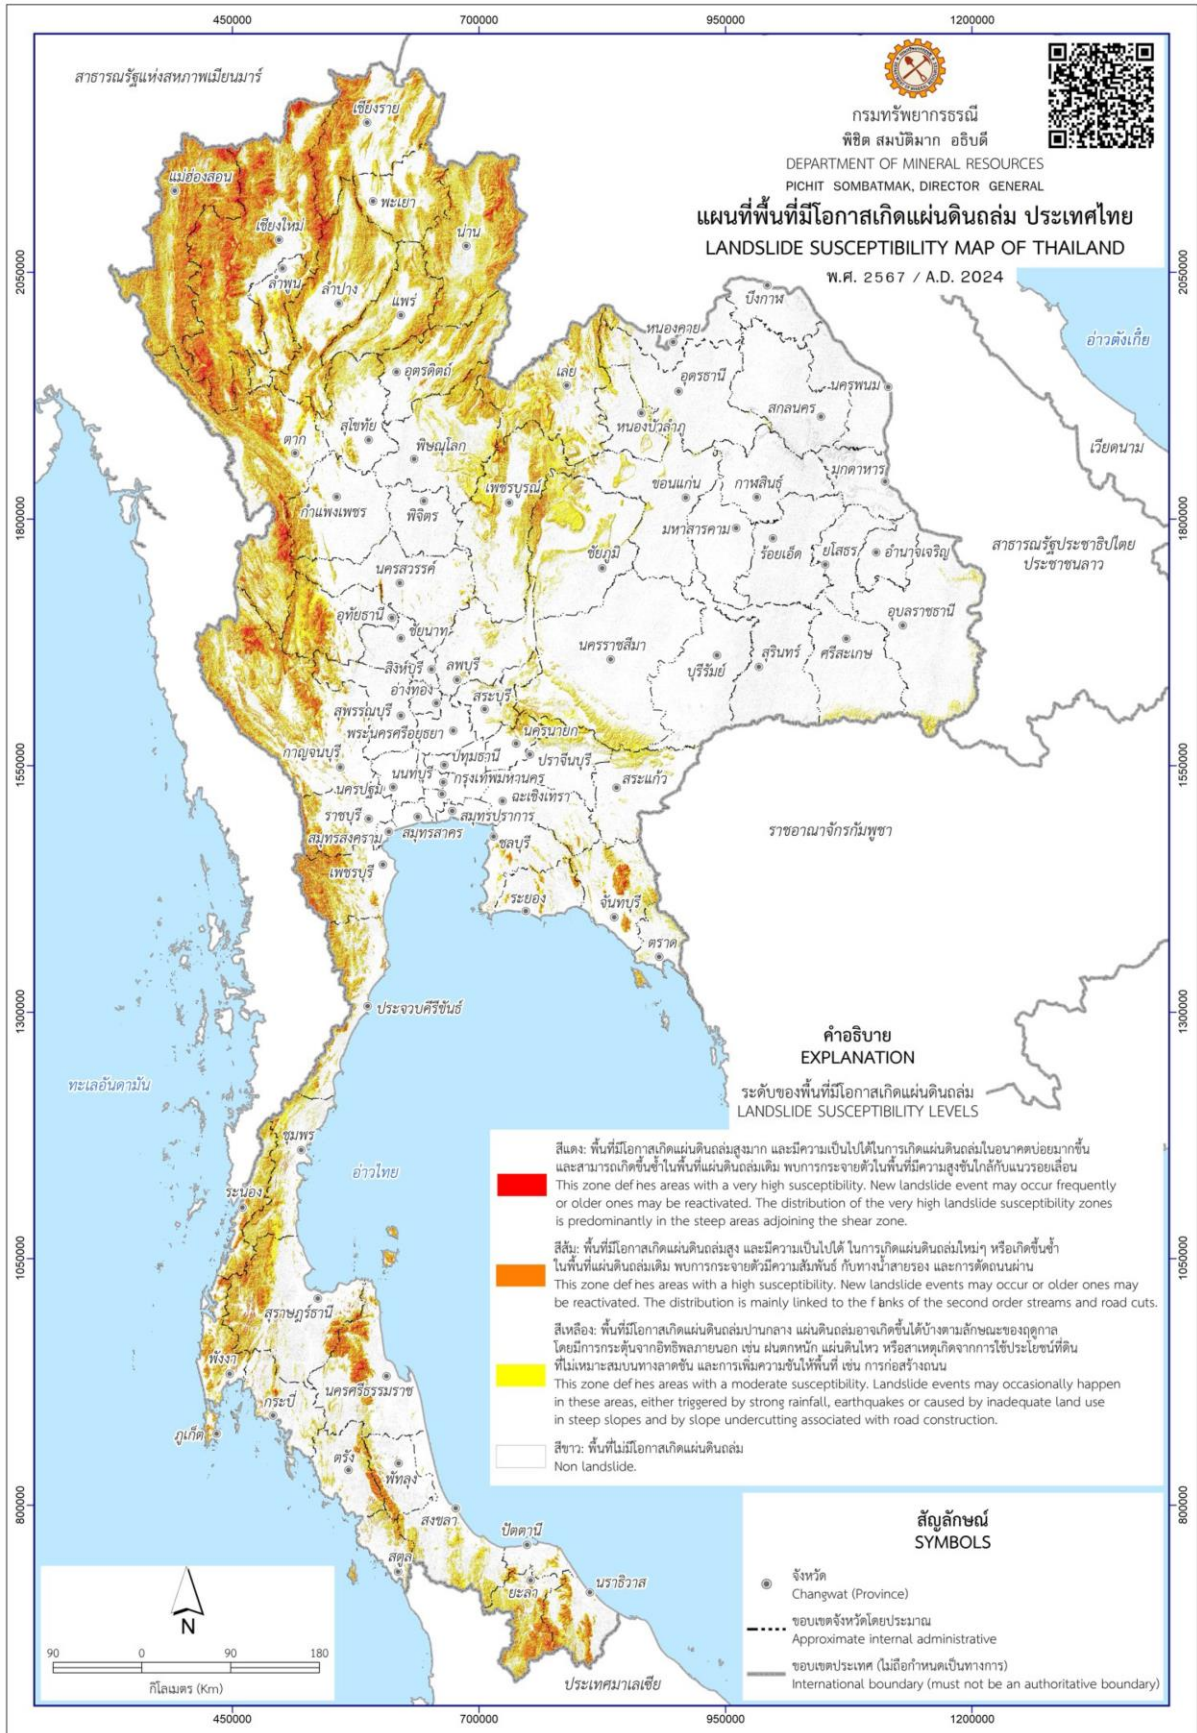 450000
700000
950000
1200000
กรมทรัพยากรธรณี
พิชิต สมบัติมาก อธิบดี
DEPARTMENT OF MINERAL RESOURCES
PICHIT SOMBATMAK, DIRECTOR GENERAL
แผนที่พื้นที่มีโอกาสเกิดแผ่นดินถล่ม ประเทศไทย
LANDSLIDE SUSCEPTIBILITY MAP OF THAILAND
พ.ศ. 2567 / A.D. 2024
สาธารณรัฐแห่งสหภาพเมียนมาร์
เชียงราย
แม่ฮ่องสอน
พะเยา
เชียงใหม่
น่าน
ลำพูน
ลำปาง
แพร่
2050000
2050000
บึงกาฬ
หนองคาย
อ่าวตังเกี๋ย
อุตรดิตถ์
เลย
อุดรธานี
นครพนม
สกลนคร
หนองบัวลำภู
สุโขทัย
ตาก
พิษณุโลก
เวียดนาม
มุกดาหาร
เพชรบูรณ์
ขอนแก่น
กาฬสินธุ์
กำแพงเพชร
พิจิตร
1800000
1800000
มหาสารคาม
ร้อยเอ็ด
ยโสธร
อำนาจเจริญ
สาธารณรัฐประชาธิปไตย
ประชาชนลาว
ชัยภูมิ
นครสวรรค์
อุทัยธานี
ชัยนาท
อุบลราชธานี
นครราชสีมา
บุรีรัมย์
สุรินทร์
ศรีสะเกษ
สิงห์บุรี
ลพบุรี
อ่างทอง
สระบุรี
สุพรรณบุรี
พระนครศรีอยุธยา
นครนายก
กาญจนบุรี
ปทุมธานี
ปราจีนบุรี
1550000
1550000
นนทบุรี
กรุงเทพมหานคร
สระแก้ว
นครปฐม
ฉะเชิงเทรา
ราชบุรี
สมุทรปราการ
สมุทรสงคราม
สมุทรสาคร
ชลบุรี
ราชอาณาจักรกัมพูชา
เพชรบุรี
ระยอง
จันทบุรี
ตราด
1300000
1300000
ประจวบคีรีขันธ์
ทะเลอันดามัน
ชุมพร
อ่าวไทย
ระนอง
1050000
1050000
สุราษฎร์ธานี
พังงา
นครศรีธรรมราช
กระบี่
ภูเก็ต
ตรัง
พัทลุง
800000
800000
สงขลา
ปัตตานี
สตูล
ยะลา
นราธิวาส
ประเทศมาเลเซีย
คำอธิบาย
EXPLANATION
ระดับของพื้นที่มีโอกาสเกิดแผ่นดินถล่ม
LANDSLIDE SUSCEPTIBILITY LEVELS
สีแดง: พื้นที่มีโอกาสเกิดแผ่นดินถล่มสูงมาก และมีความเป็นไปได้ในการเกิดแผ่นดินถล่มในอนาคตบ่อยมากขึ้น
และสามารถเกิดขึ้นซ้ำในพื้นที่แผ่นดินถล่มเดิม พบการกระจายตัวในพื้นที่มีความสูงชันใกล้กับแนวรอยเลื่อน
This zone def hes areas with a very high susceptibility. New landslide event may occur frequently
or older ones may be reactivated. The distribution of the very high landslide susceptibility zones
is predominantly in the steep areas adjoining the shear zone.
สีส้ม: พื้นที่มีโอกาสเกิดแผ่นดินถล่มสูง และมีความเป็นไปได้ ในการเกิดแผ่นดินถล่มใหม่ๆ หรือเกิดขึ้นซ้ำ
ในพื้นที่แผ่นดินถล่มเดิม พบการกระจายตัวมีความสัมพันธ์ กับทางน้ำสายรอง และการตัดถนนผ่าน
This zone def hes areas with a high susceptibility. New landslide events may occur or older ones may
be reactivated. The distribution is mainly linked to the f lanks of the second order streams and road cuts.
สีเหลือง: พื้นที่มีโอกาสเกิดแผ่นดินถล่มปานกลาง แผ่นดินถล่มอาจเกิดขึ้นได้บ้างตามลักษณะของฤดูกาล
โดยมีการกระตุ้นจากอิทธิพลภายนอก เช่น ฝนตกหนัก แผ่นดินไหว หรือสาเหตุเกิดจากการใช้ประโยชน์ที่ดิน
ที่ไม่เหมาะสมบนทางลาดชัน และการเพิ่มความชันให้พื้นที่ เช่น การก่อสร้างถนน
This zone def hes areas with a moderate susceptibility. Landslide events may occasionally happen
in these areas, either triggered by strong rainfall, earthquakes or caused by inadequate land use
in steep slopes and by slope undercutting associated with road construction.
สีขาว: พื้นที่ไม่มีโอกาสเกิดแผ่นดินถล่ม
Non landslide.
สัญลักษณ์
SYMBOLS
จังหวัด
Changwat (Province)
ขอบเขตจังหวัดโดยประมาณ
Approximate internal administrative
ขอบเขตประเทศ (ไม่ถือกำหนดเป็นทางการ)
International boundary (must not be an authoritative boundary)
N
90
0
90
180
กิโลเมตร (Km)
450000
700000
950000
1200000